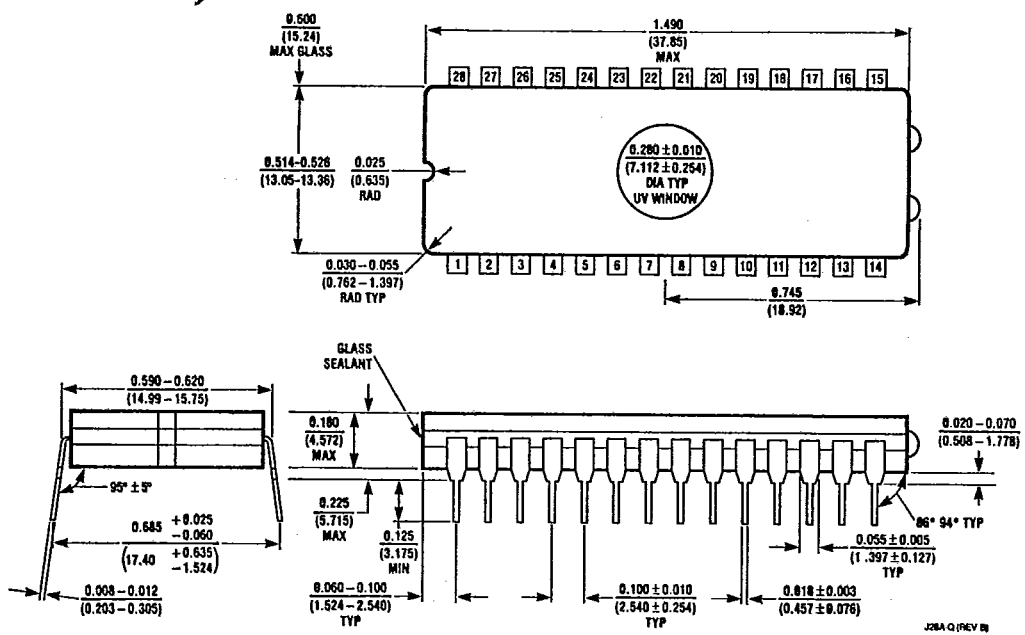 0.600
(15.24)
MAX GLASS
1.490
(37.85)
MAX
28 27 26 25 24 23 22 21 20 19 18 17 16 15
0.514-0.526
(13.05-13.36)
0.025
(0.635)
RAD
0.280 ± 0.010
(7.112 ± 0.254)
DIA TYP
UV WINDOW
0.030 – 0.055
(0.762 – 1.397)
RAD TYP
1 2 3 4 5 6 7 8 9 10 11 12 13 14
0.745
(18.92)
GLASS
SEALANT
0.590 – 0.620
(14.99 – 15.75)
0.180
(4.572)
MAX
0.020 – 0.070
(0.508 – 1.778)
95° ± 5°
0.225
(5.715)
MAX
0.125
(3.175)
MIN
86° 94° TYP
0.685 +0.025
-0.060
(17.40 +0.635
-1.524)
0.055 ± 0.005
(1.397 ± 0.127)
TYP
0.008 – 0.012
(0.203 – 0.305)
0.060 – 0.100
(1.524 – 2.540)
TYP
0.100 ± 0.010
(2.540 ± 0.254)
TYP
0.018 ± 0.003
(0.457 ± 0.076)
J28A-Q (REV B)